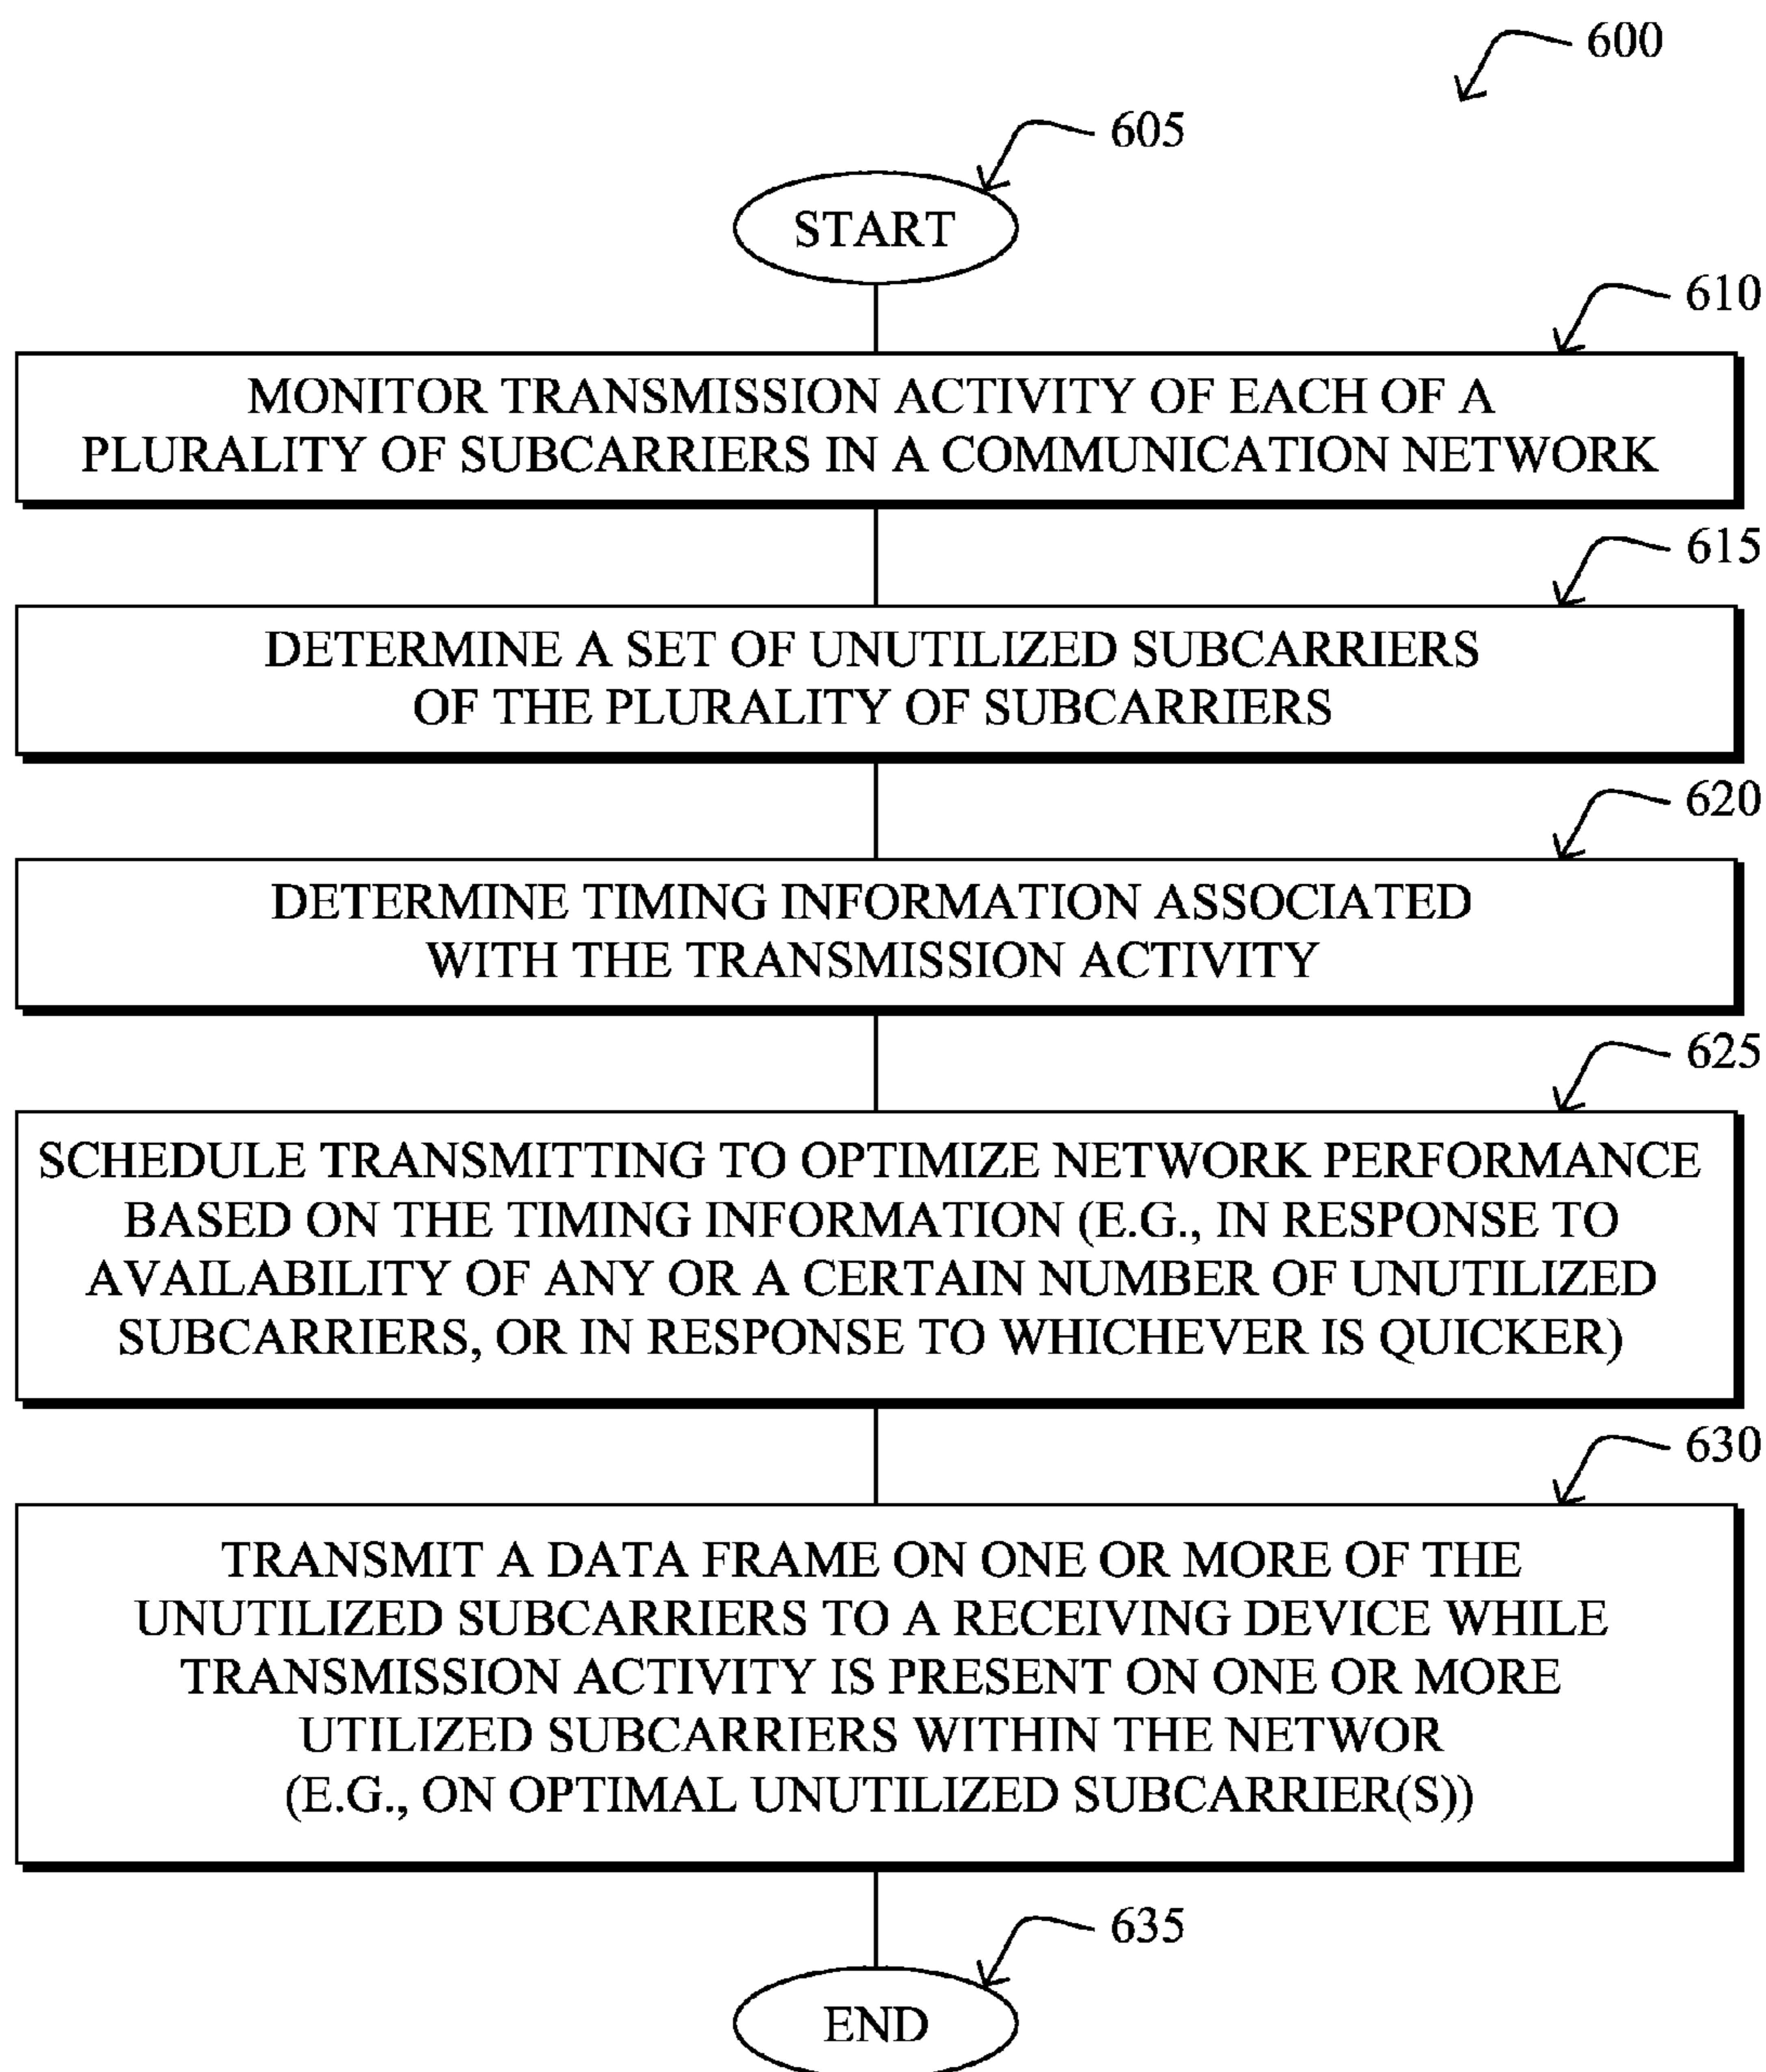 600
605
START
610
MONITOR TRANSMISSION ACTIVITY OF EACH OF A
PLURALITY OF SUBCARRIERS IN A COMMUNICATION NETWORK
615
DETERMINE A SET OF UNUTILIZED SUBCARRIERS
OF THE PLURALITY OF SUBCARRIERS
620
DETERMINE TIMING INFORMATION ASSOCIATED
WITH THE TRANSMISSION ACTIVITY
625
SCHEDULE TRANSMITTING TO OPTIMIZE NETWORK PERFORMANCE
BASED ON THE TIMING INFORMATION (E.G., IN RESPONSE TO
AVAILABILITY OF ANY OR A CERTAIN NUMBER OF UNUTILIZED
SUBCARRIERS, OR IN RESPONSE TO WHICHEVER IS QUICKER)
630
TRANSMIT A DATA FRAME ON ONE OR MORE OF THE
UNUTILIZED SUBCARRIERS TO A RECEIVING DEVICE WHILE
TRANSMISSION ACTIVITY IS PRESENT ON ONE OR MORE
UTILIZED SUBCARRIERS WITHIN THE NETWOR
(E.G., ON OPTIMAL UNUTILIZED SUBCARRIER(S))
635
END